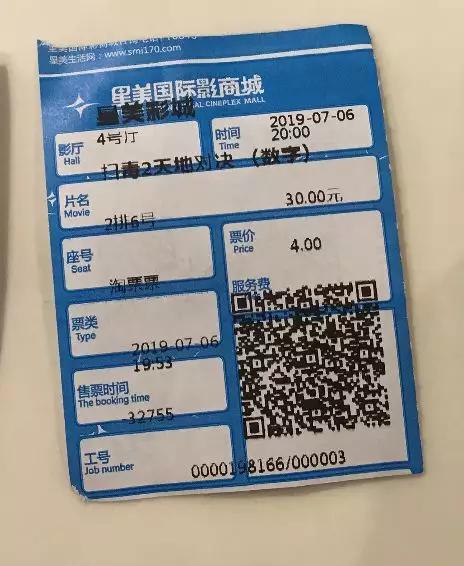 星美生活网：www.smi170.com
星美国际影商城
星美影城
影厅 4号厅
Hall
时间 2019-07-06
Time 20:00
扫毒2天地对决（数字）
片名
Movie
30.00元
2排6号
座号
Seat
票价
Price 4.00
服务费
淘票票
票类
Type
2019-07-06
19:53
售票时间
The booking time
-32755
工号
Job number
0000198166/000003